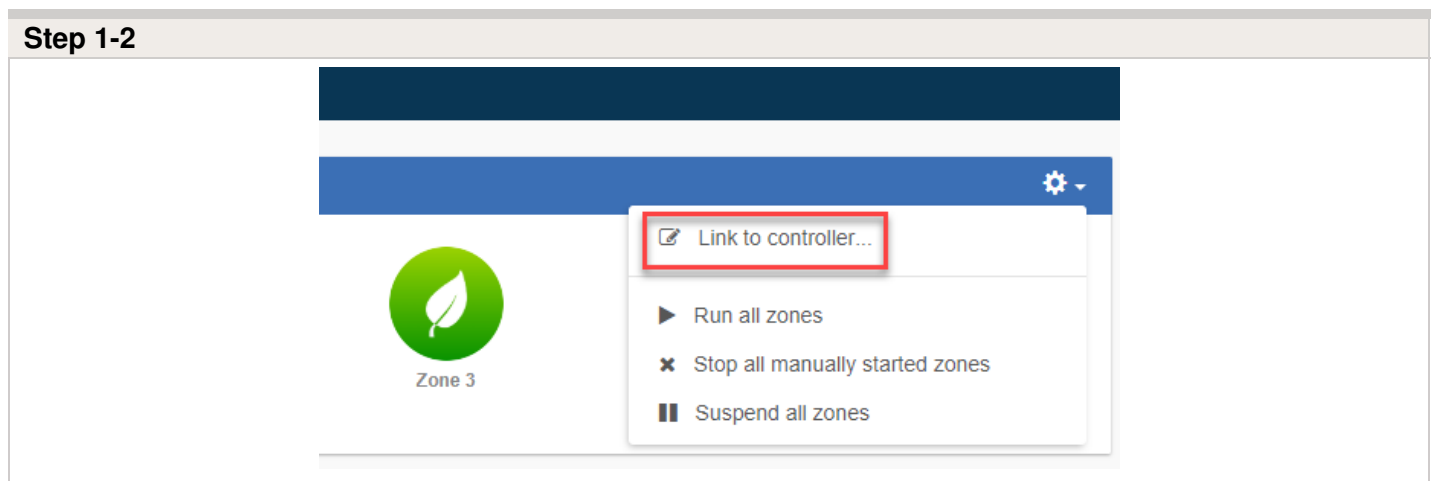 Step 1-2
Link to controller...
Run all zones
Zone 3
Stop all manually started zones
Suspend all zones